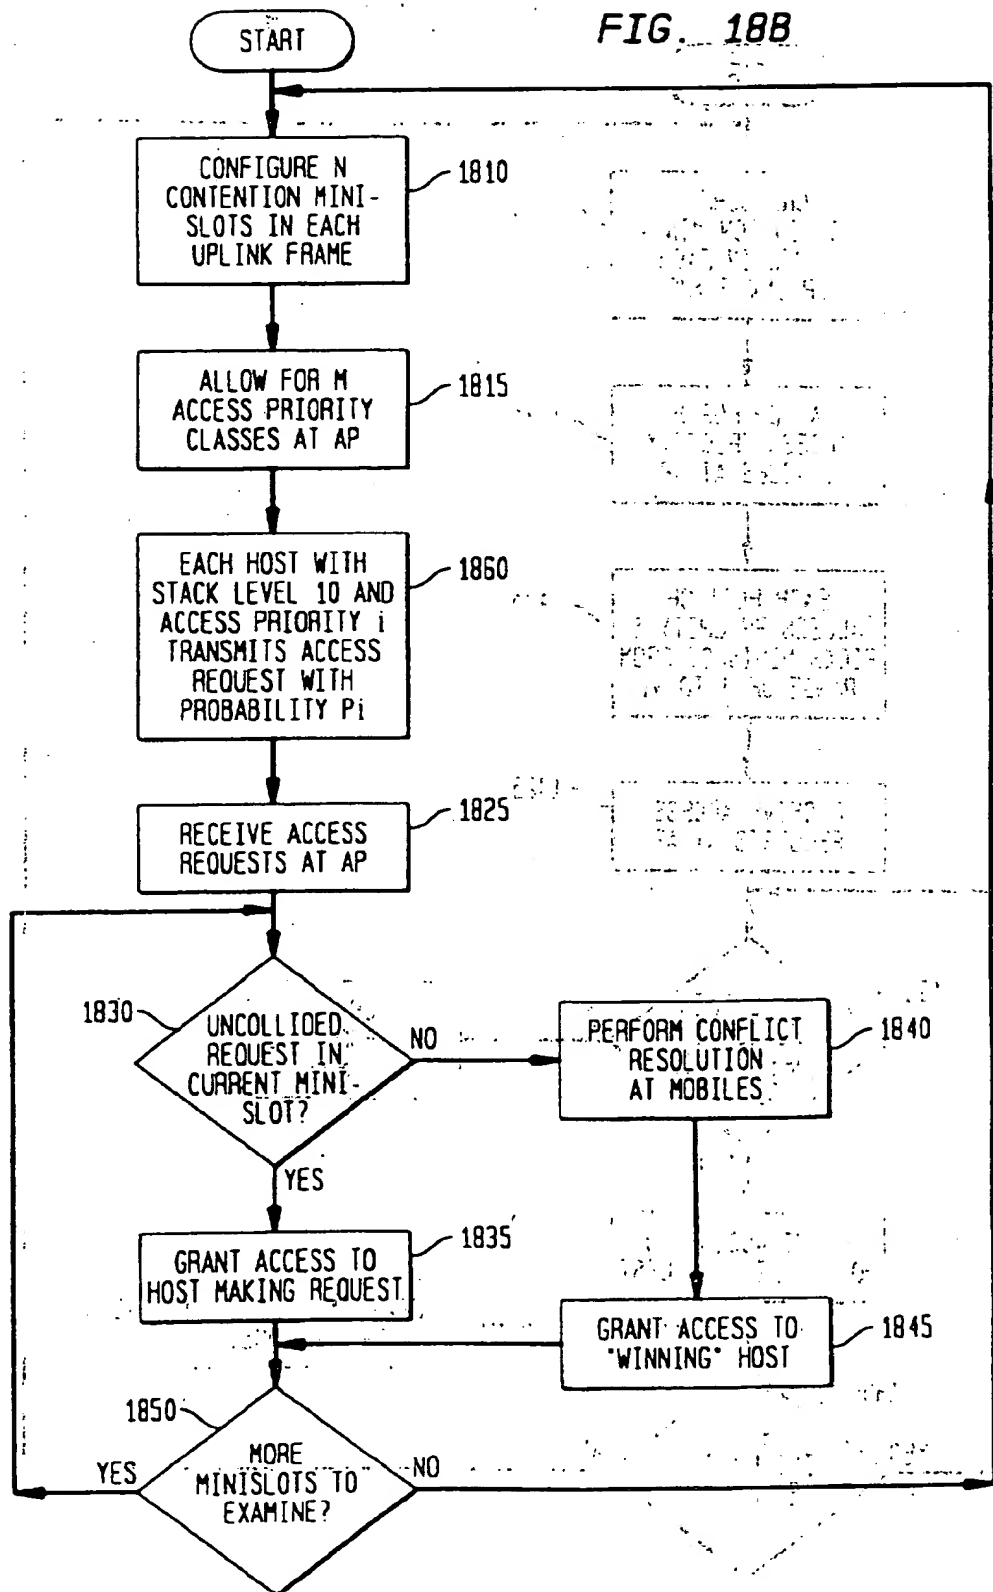 FIG. 18B
START
CONFIGURE N
CONTENTION MINI-
SLOTS IN EACH
UPLINK FRAME
1810
ALLOW FOR M
ACCESS PRIORITY
CLASSES AT AP
1815
EACH HOST WITH
STACK LEVEL 10 AND
ACCESS PRIORITY i
TRANSMITS ACCESS
REQUEST WITH
PROBABILITY Pi
1860
RECEIVE ACCESS
REQUESTS AT AP
1825
1830
UNCOLLIDED
REQUEST IN
CURRENT MINI-
SLOT?
NO
YES
PERFORM CONFLICT
RESOLUTION
AT MOBILES
1840
GRANT ACCESS TO
HOST MAKING REQUEST
1835
GRANT ACCESS TO
"WINNING" HOST
1845
1850
MORE
MINISLOTS TO
EXAMINE?
YES
NO